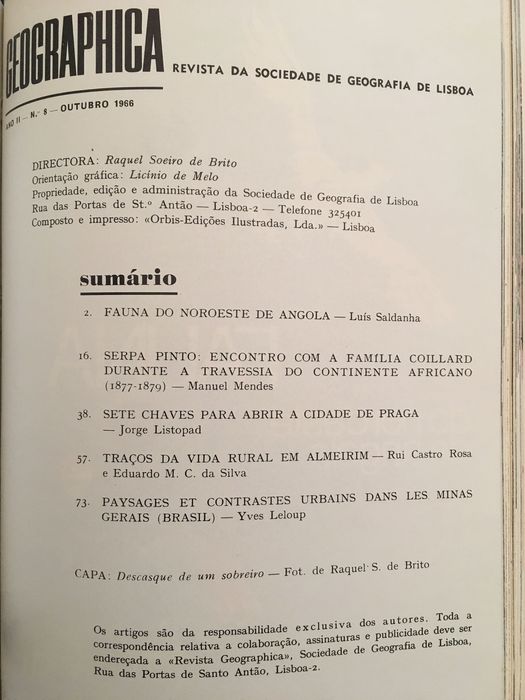 GEOGRAPHICA
REVISTA DA SOCIEDADE DE GEOGRAFIA DE LISBOA
ANO II — N.º 8 — OUTUBRO 1966
DIRECTORA: Raquel Soeiro de Brito
Orientação gráfica: Licínio de Melo
Propriedade, edição e administração da Sociedade de Geografia de Lisboa
Rua das Portas de St.º Antão — Lisboa-2 — Telefone 325401
Composto e impresso: «Orbis-Edições Ilustradas, Lda.» — Lisboa
sumário
2. FAUNA DO NOROESTE DE ANGOLA — Luís Saldanha
16. SERPA PINTO: ENCONTRO COM A FAMÍLIA COILLARD
DURANTE A TRAVESSIA DO CONTINENTE AFRICANO
(1877-1879) — Manuel Mendes
38. SETE CHAVES PARA ABRIR A CIDADE DE PRAGA
— Jorge Listopad
57. TRAÇOS DA VIDA RURAL EM ALMEIRIM — Rui Castro Rosa
e Eduardo M. C. da Silva
73. PAYSAGES ET CONTRASTES URBAINS DANS LES MINAS
GERAIS (BRASIL) — Yves Leloup
CAPA: Descasque de um sobreiro — Fot. de Raquel S. de Brito
Os artigos são da responsabilidade exclusiva dos autores. Toda a
correspondência relativa a colaboração, assinaturas e publicidade deve ser
endereçada a «Revista Geographica», Sociedade de Geografia de Lisboa,
Rua das Portas de Santo Antão, Lisboa-2.